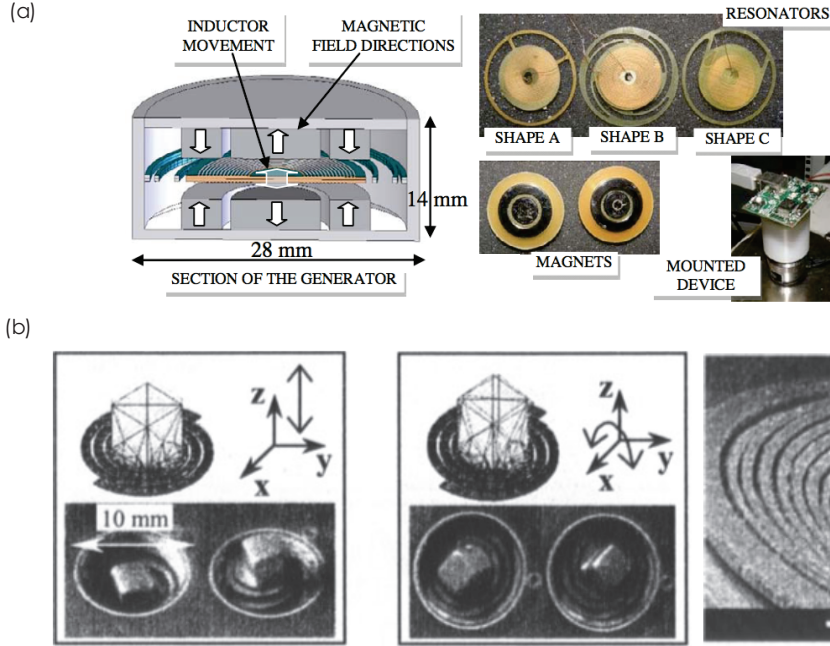 (a)
INDUCTOR
MOVEMENT
MAGNETIC
FIELD DIRECTIONS
RESONATORS
SHAPE A
SHAPE B
SHAPE C
14 mm
28 mm
SECTION OF THE GENERATOR
MAGNETS
MOUNTED
DEVICE
(b)
z
y
x
10 mm
z
y
x